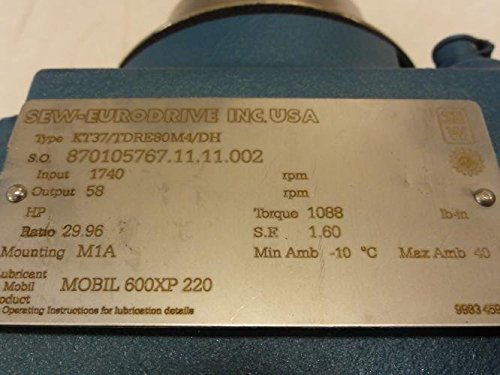 SEW-EURODRIVE INC. USA
Type KT37/TDRE80M4/DH
S.O. 870105767.11.11.002
Input 1740 rpm
Output 58 rpm
HP Torque 1088 lb-in
Ratio 29.96 S.F. 1.60
Mounting M1A Min Amb -10 °C Max Amb 40
Lubricant
Mobil MOBIL 600XP 220
Product
Operating Instructions for lubrication details 9983 459